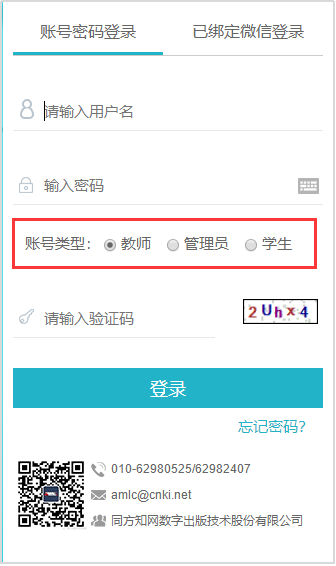 账号密码登录 已绑定微信登录
请输入用户名
输入密码
账号类型: 教师 管理员 学生
请输入验证码 2Uhx4
登录
忘记密码?
010-62980525/62982407
amlc@cnki.net
同方知网数字出版技术股份有限公司